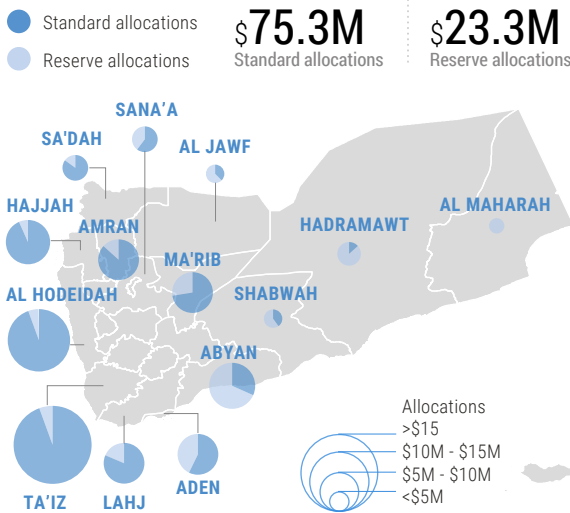 Standard allocations
Reserve allocations
$75.3M
Standard allocations
$23.3M
Reserve allocations
SANA'A
SA'DAH
AL JAWF
HAJJAH
AMRAN
AL MAHARAH
HADRAMAWT
MA'RIB
AL HODEIDAH
SHABWAH
ABYAN
TA'IZ
LAHJ
ADEN
Allocations
>$15
$10M - $15M
$5M - $10M
<$5M